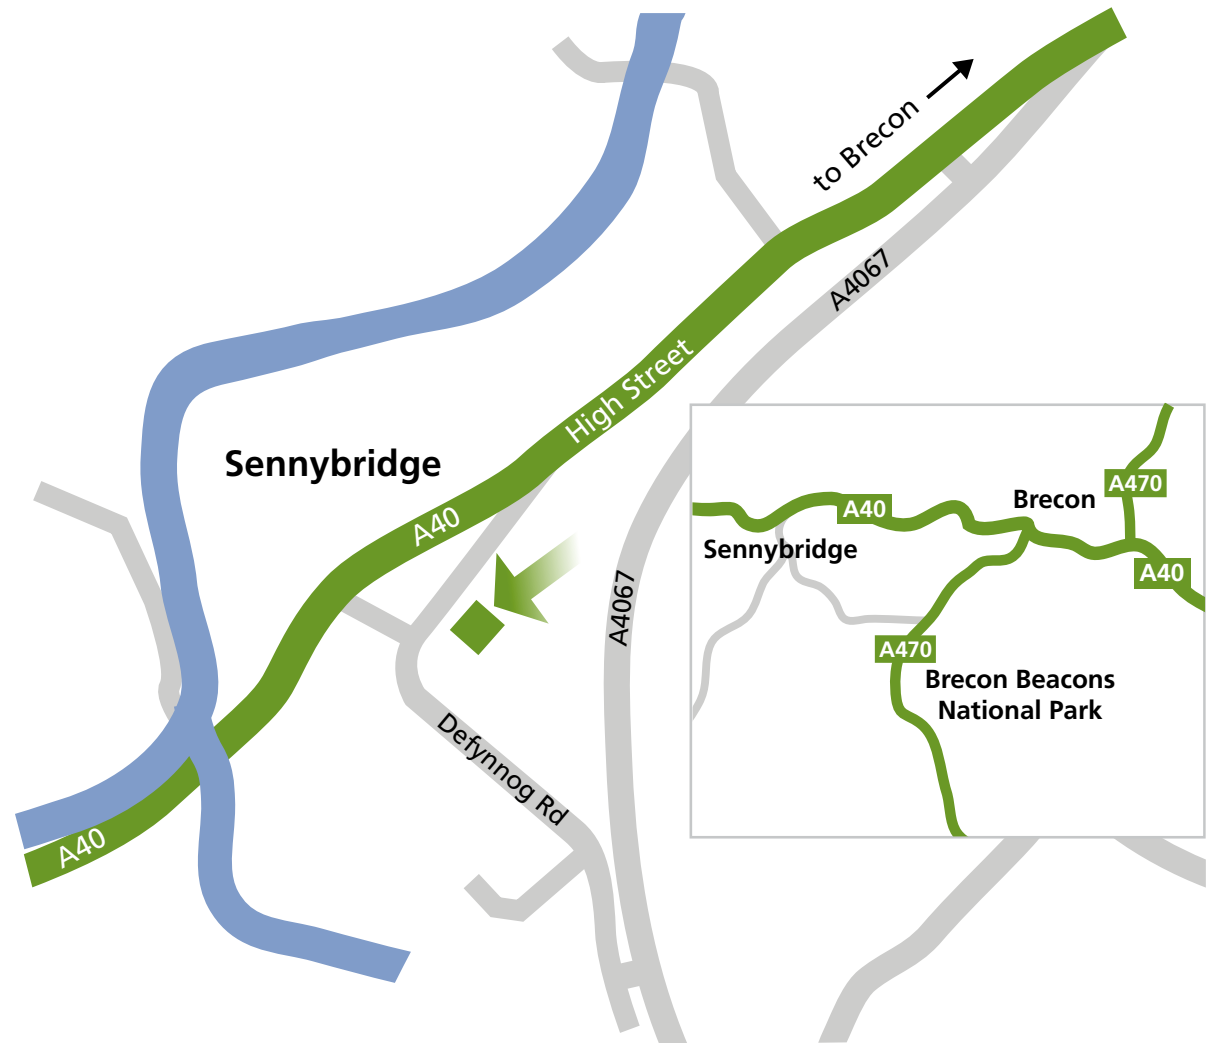 to Brecon
A4067
High Street
Sennybridge
A40
A4067
Defynnog Rd
A40
A470
Brecon
A40
Sennybridge
A40
A470
Brecon Beacons
National Park